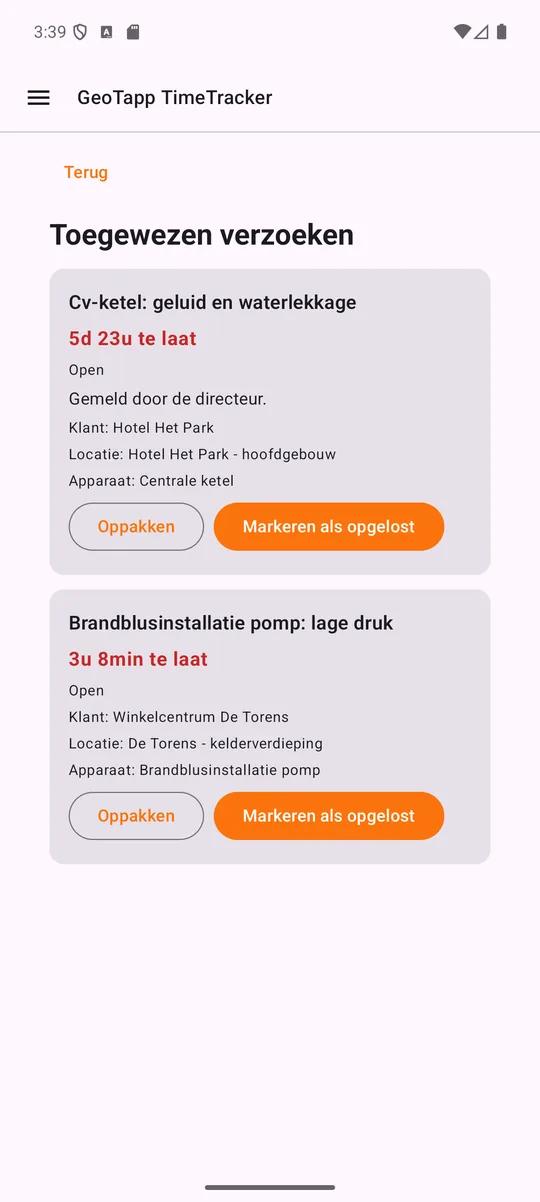 3:39
GeoTapp TimeTracker
Terug
Toegewezen verzoeken
Cv-ketel: geluid en waterlekkage
5d 23u te laat
Open
Gemeld door de directeur.
Klant: Hotel Het Park
Locatie: Hotel Het Park - hoofdgebouw
Apparaat: Centrale ketel
Oppakken
Markeren als opgelost
Brandblusinstallatie pomp: lage druk
3u 8min te laat
Open
Klant: Winkelcentrum De Torens
Locatie: De Torens - kelderverdieping
Apparaat: Brandblusinstallatie pomp
Oppakken
Markeren als opgelost